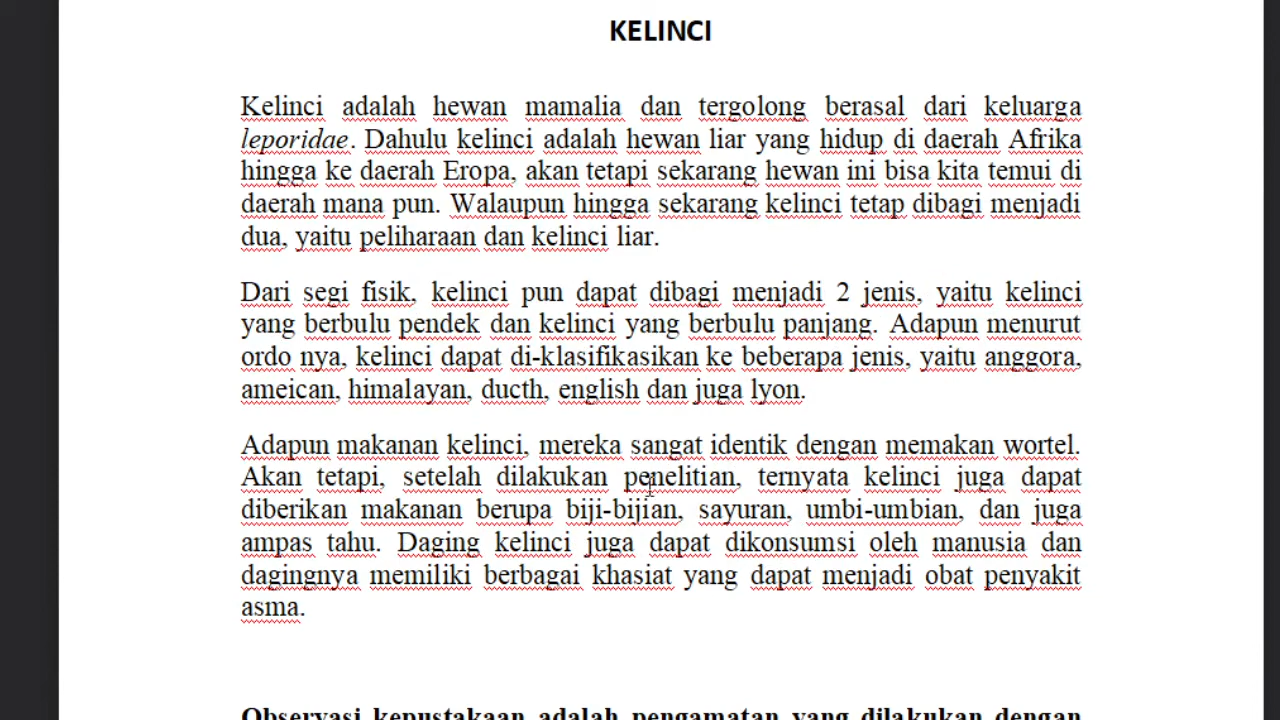 KELINCI
Kelinci adalah hewan mamalia dan tergolong berasal dari keluarga
leporidae. Dahulu kelinci adalah hewan liar yang hidup di daerah Afrika
hingga ke daerah Eropa, akan tetapi sekarang hewan ini bisa kita temui di
daerah mana pun. Walaupun hingga sekarang kelinci tetap dibagi menjadi
dua, yaitu peliharaan dan kelinci liar.
Dari segi fisik, kelinci pun dapat dibagi menjadi 2 jenis, yaitu kelinci
yang berbulu pendek dan kelinci yang berbulu panjang. Adapun menurut
ordo nya, kelinci dapat di-klasifikasikan ke beberapa jenis, yaitu anggora,
ameican, himalayan, ducth, english dan juga lyon.
Adapun makanan kelinci, mereka sangat identik dengan memakan wortel.
Akan tetapi, setelah dilakukan penelitian, ternyata kelinci juga dapat
diberikan makanan berupa biji-bijian, sayuran, umbi-umbian, dan juga
ampas tahu. Daging kelinci juga dapat dikonsumsi oleh manusia dan
dagingnya memiliki berbagai khasiat yang dapat menjadi obat penyakit
asma.
Observasi kepustakaan adalah pengamatan yang dilakukan dengan